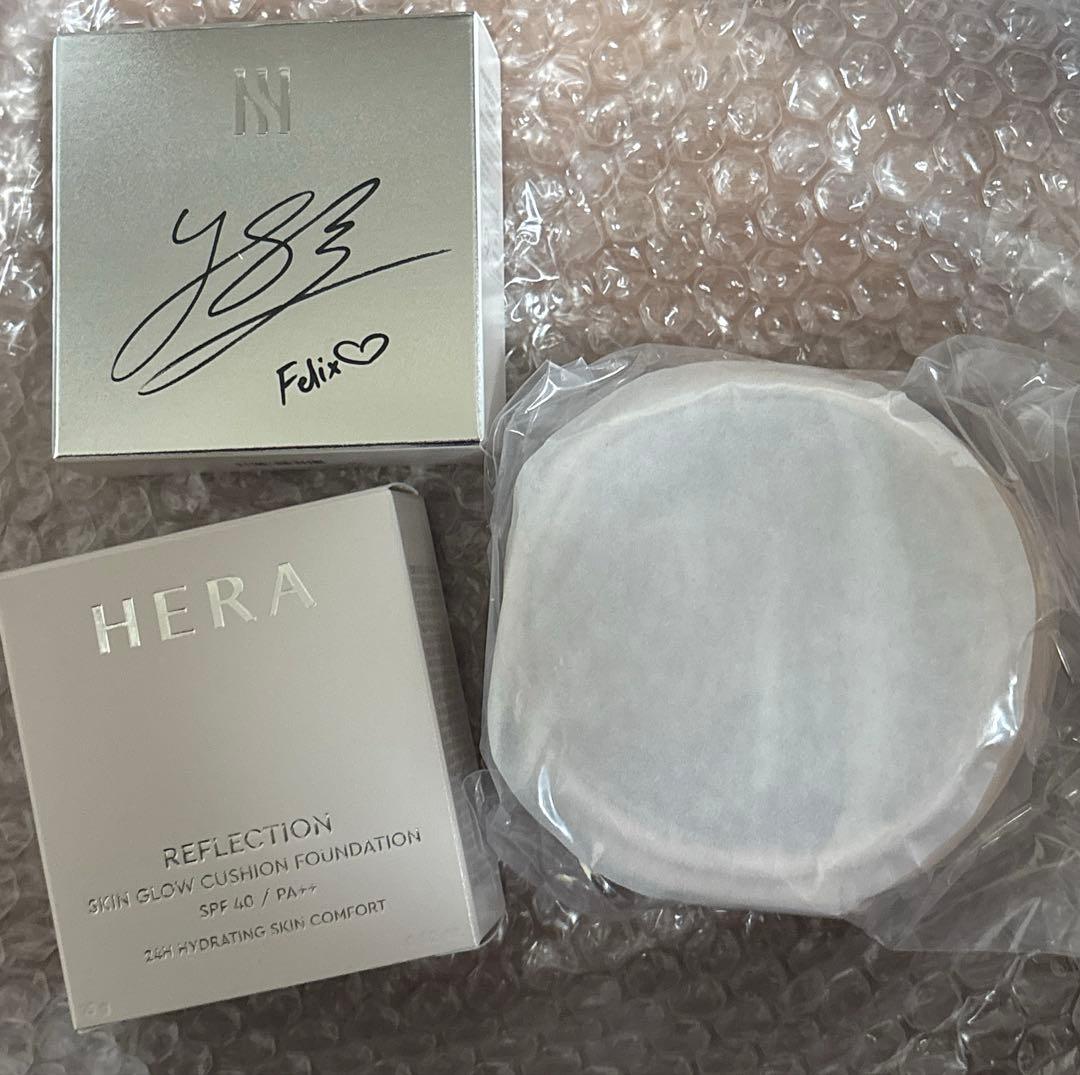 Felix♡
HERA
REFLECTION
SKIN GLOW CUSHION FOUNDATION
SPF 40 / PA++
24H HYDRATING SKIN COMFORT